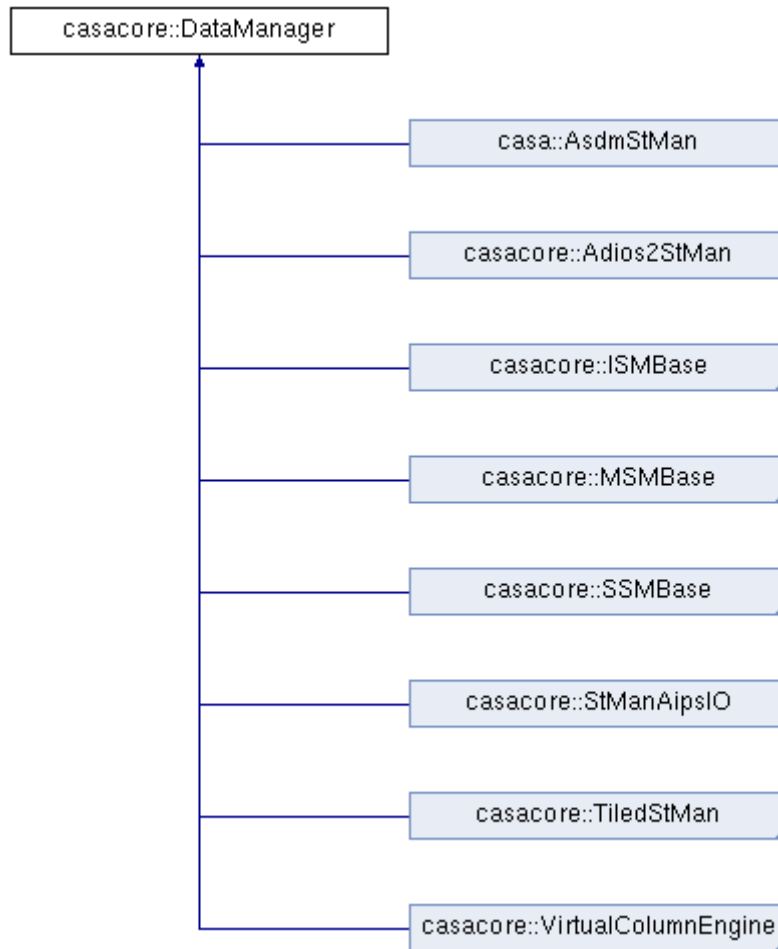 casacore::DataManager
casa::AsdmStMan
casacore::Adios2StMan
casacore::ISMBase
casacore::MSMBase
casacore::SSMBase
casacore::StManAipsIO
casacore::TiledStMan
casacore::VirtualColumnEngine